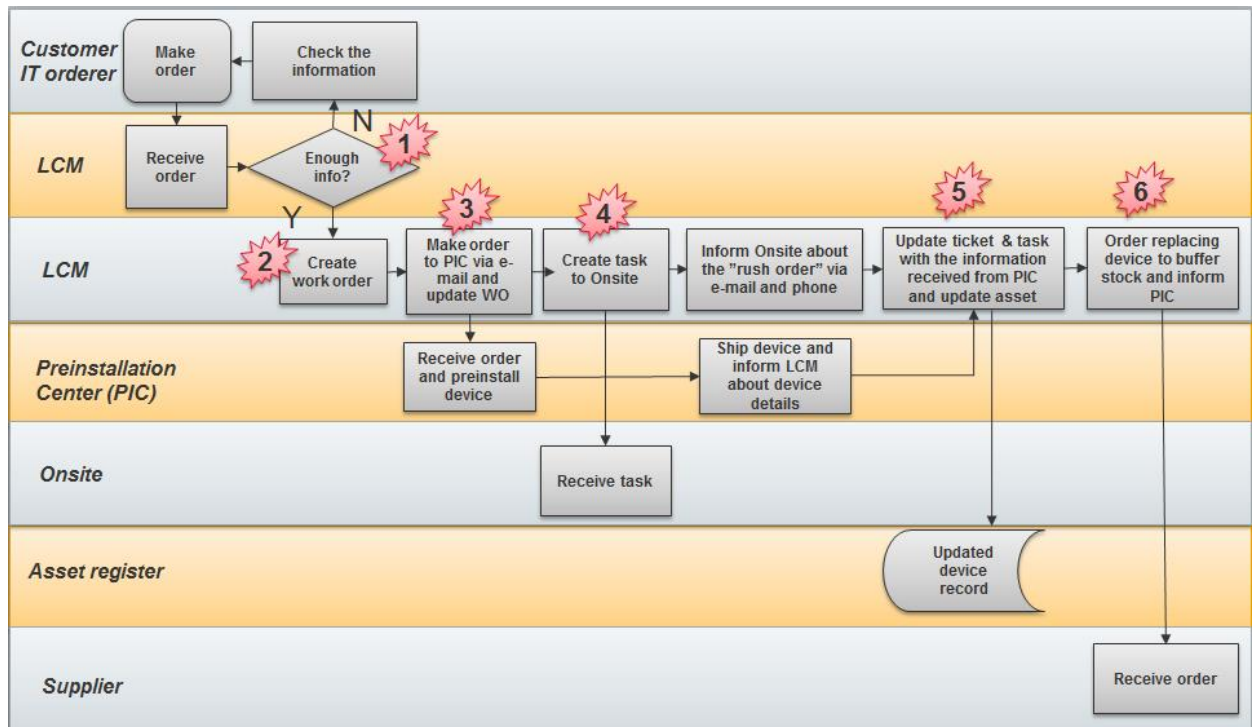 Customer
IT orderer
Make
order
Check the
information
N
1
LCM
Receive
order
Enough
info?
Y
2
3
4
5
6
LCM
Create
work order
Make order
to PIC via e-
mail and
update WO
Create task
to Onsite
Inform Onsite about
the ”rush order” via
e-mail and phone
Update ticket & task
with the information
received from PIC
and update asset
Order replacing
device to buffer
stock and inform
PIC
Preinstallation
Center (PIC)
Receive order
and preinstall
device
Ship device and
inform LCM
about device
details
Onsite
Receive task
Asset register
Updated
device
record
Supplier
Receive order